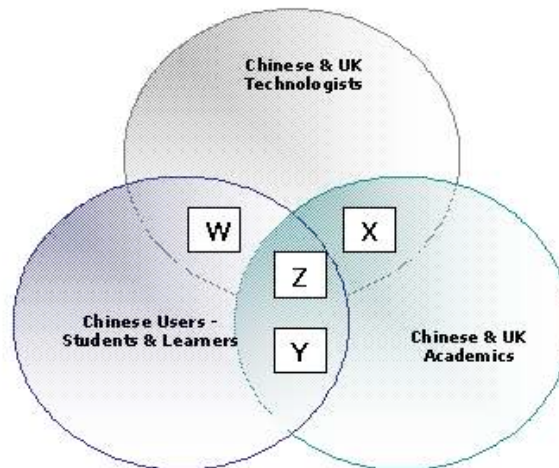 Chinese & UK
Technologists
W
X
Z
Chinese Users -
Students & Learners
Y
Chinese & UK
Academics